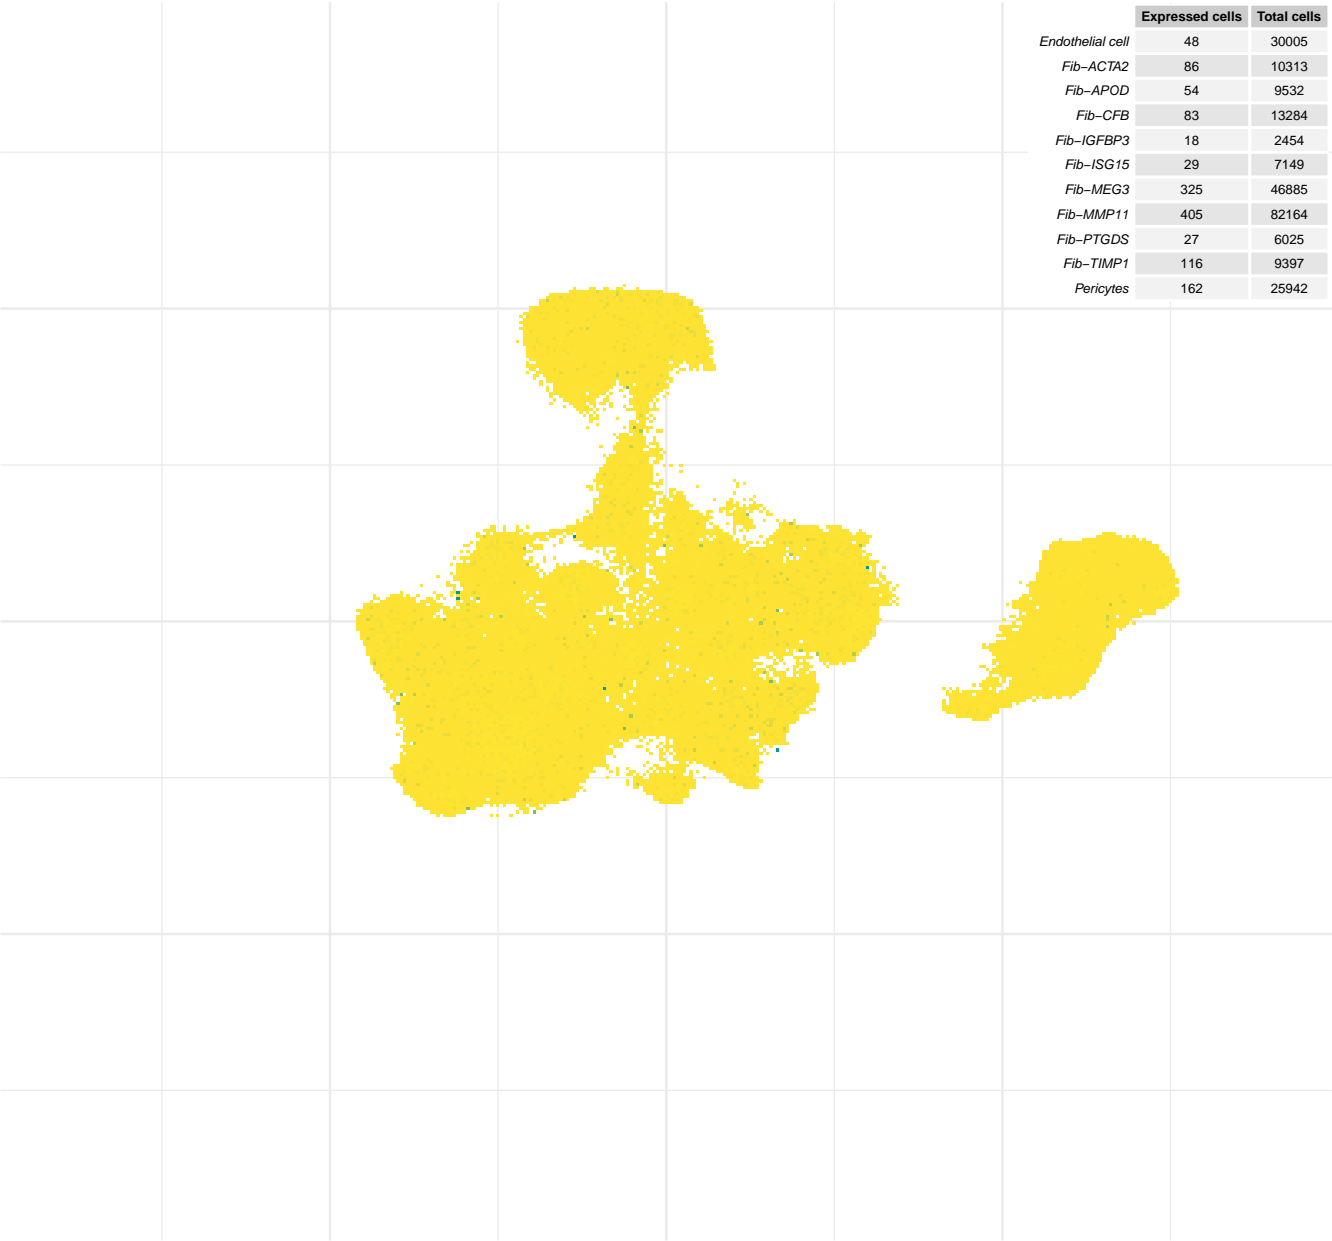 Expressed cells Total cells
Endothelial cell 48 30005
Fib−ACTA2 86 10313
Fib−APOD 54 9532
Fib−CFB 83 13284
Fib−IGFBP3 18 2454
Fib−ISG15 29 7149
Fib−MEG3 325 46885
Fib−MMP11 405 82164
Fib−PTGDS 27 6025
Fib−TIMP1 116 9397
Pericytes 162 25942